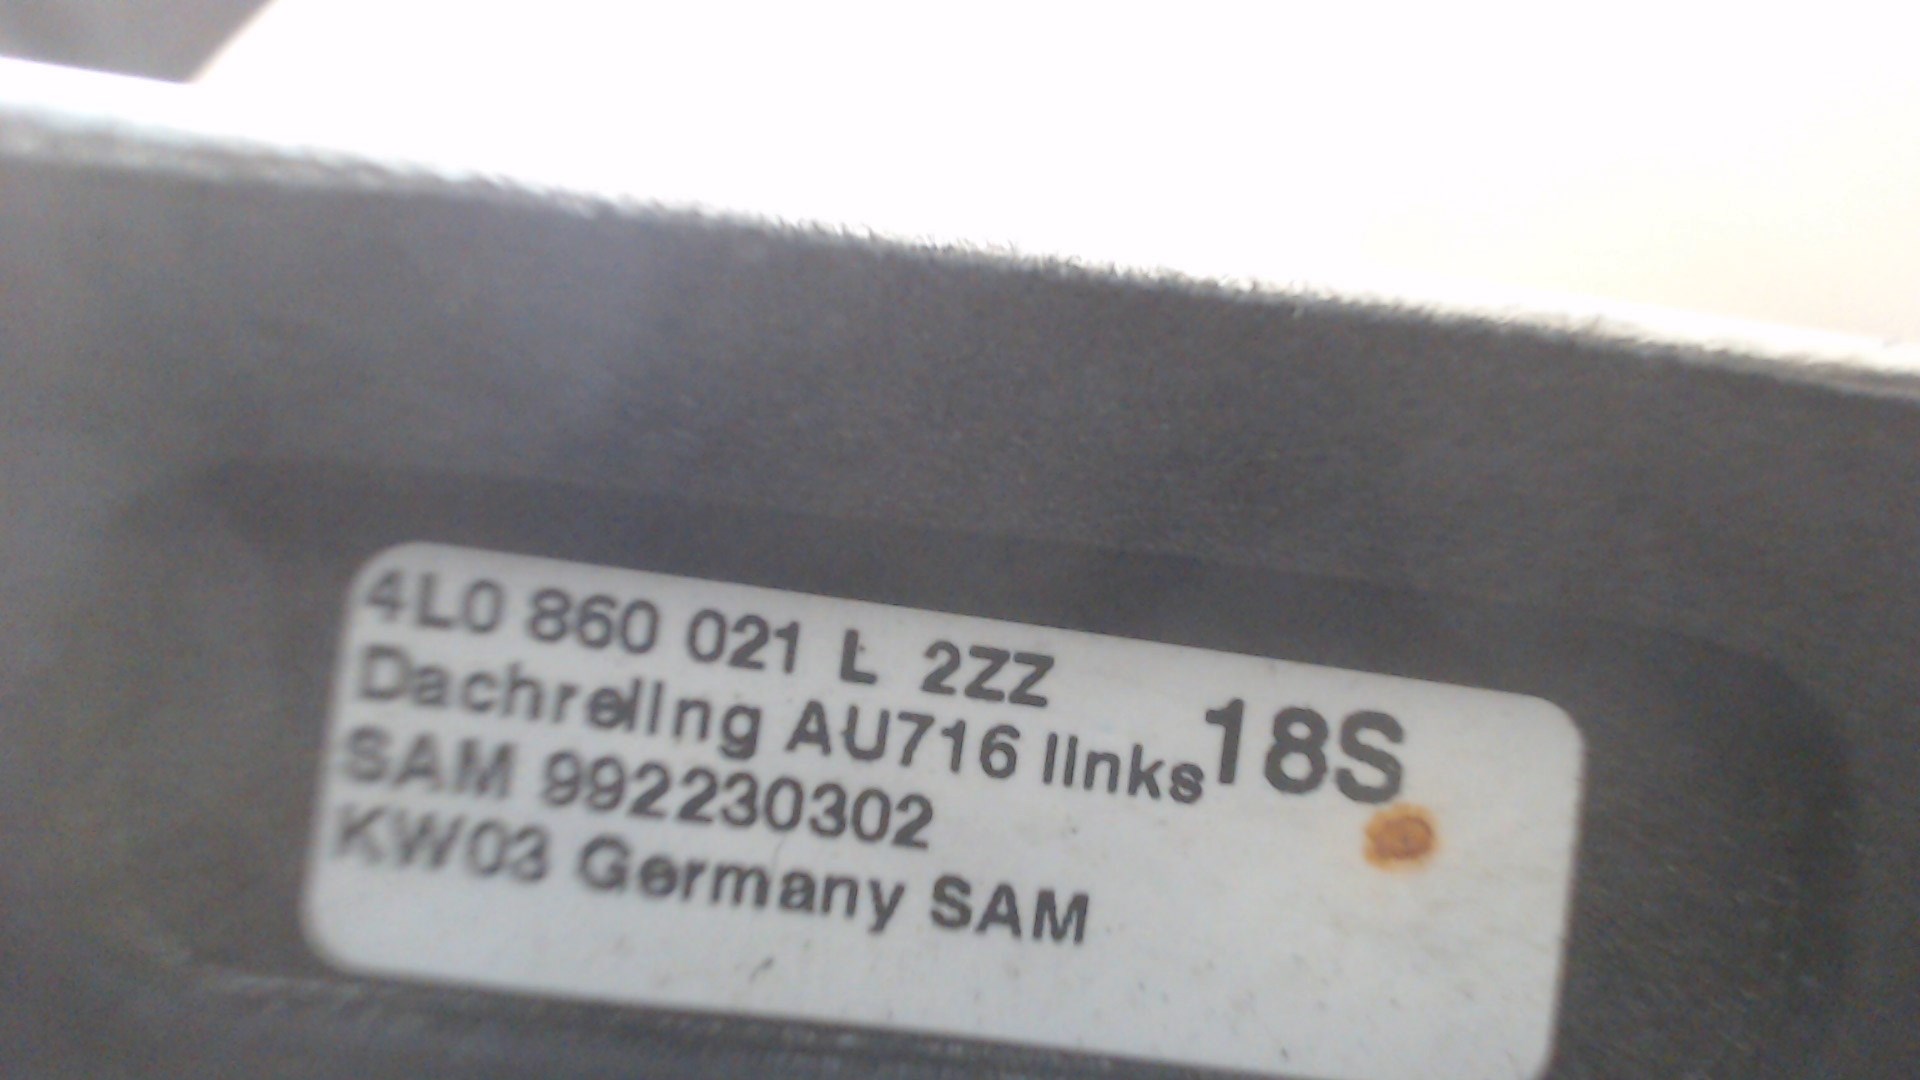 4L0 860 021 L 2ZZ
Dachreling AU716 links 18S
SAM 992230302
KW03 Germany SAM